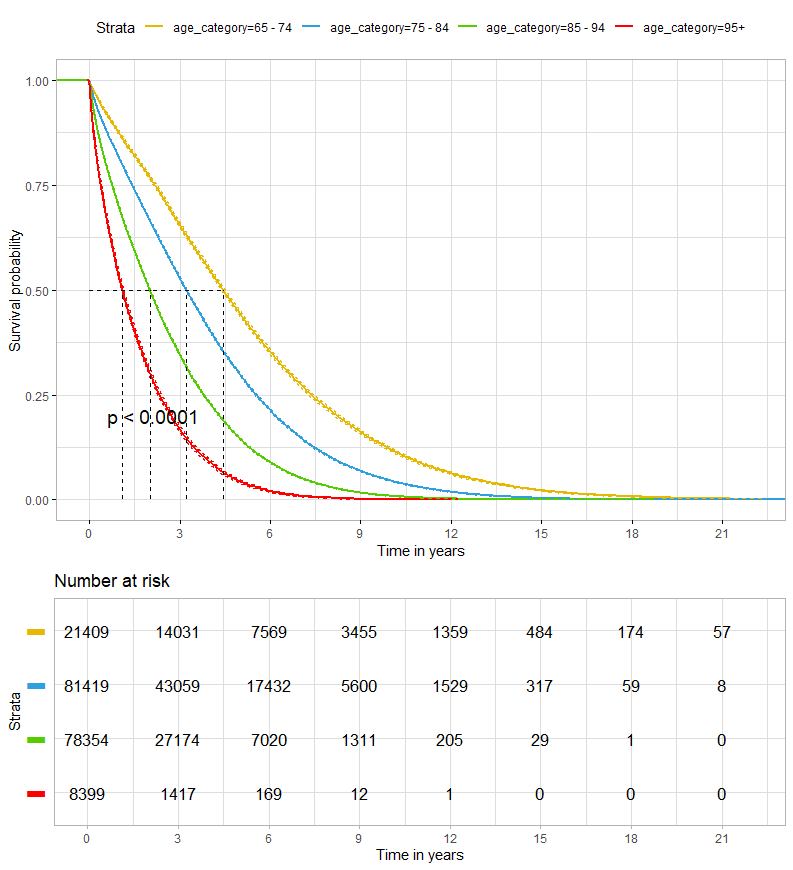 Strata age_category=65 - 74 age_category=75 - 84 age_category=85 - 94 age_category=95+
1.00
0.75
0.50
0.25
0.00
Survival probability
p < 0.0001
0 3 6 9 12 15 18 21
Time in years
Number at risk
21409 14031 7569 3455 1359 484 174 57
81419 43059 17432 5600 1529 317 59 8
78354 27174 7020 1311 205 29 1 0
8399 1417 169 12 1 0 0 0
Strata
0 3 6 9 12 15 18 21
Time in years